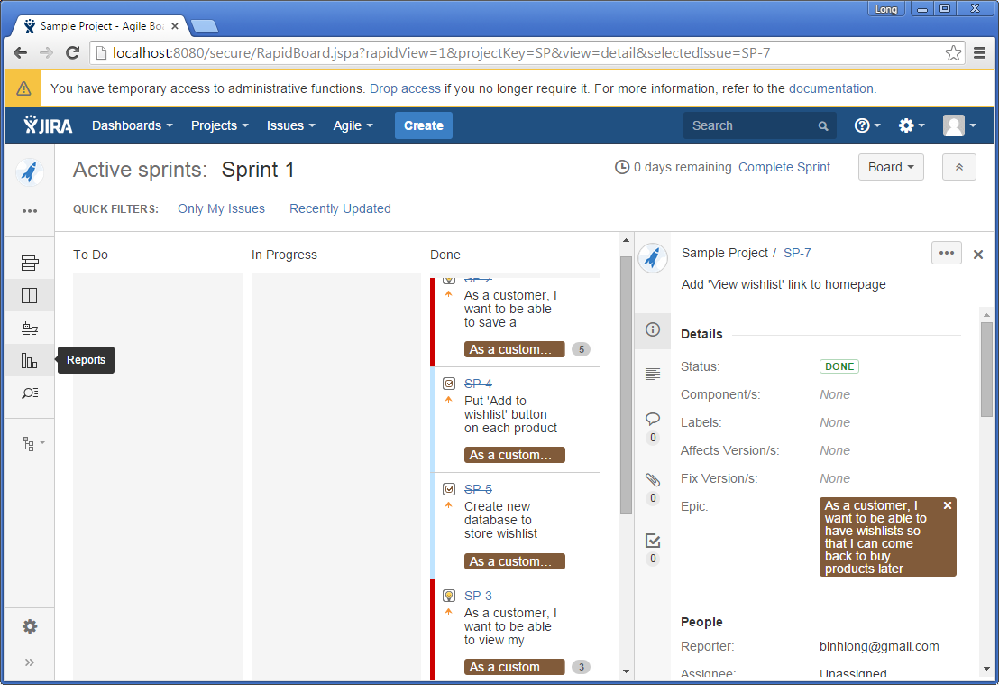 Long
Sample Project - Agile Bo
localhost:8080/secure/RapidBoard.jspa?rapidView=1&projectKey=SP&view=detail&selectedIssue=SP-7
You have temporary access to administrative functions. Drop access if you no longer require it. For more information, refer to the documentation.
JIRA Dashboards Projects Issues Agile Create Search
Active sprints: Sprint 1
0 days remaining Complete Sprint Board
QUICK FILTERS: Only My Issues Recently Updated
Reports
To Do In Progress Done
SP-2
As a customer, I
want to be able
to save a
As a custom… 5
SP-4
Put 'Add to
wishlist' button
on each product
As a custom…
SP-5
Create new
database to
store wishlist
As a custom…
SP-3
As a customer, I
want to be able
to view my
As a custom… 3
Sample Project / SP-7
Add 'View wishlist' link to homepage
0
0
0
Details
Status: DONE
Component/s: None
Labels: None
Affects Version/s: None
Fix Version/s: None
Epic: As a customer, I
want to be able to
have wishlists so
that I can come
back to buy
products later
People
Reporter: binhlong@gmail.com
Assignee: Unassigned